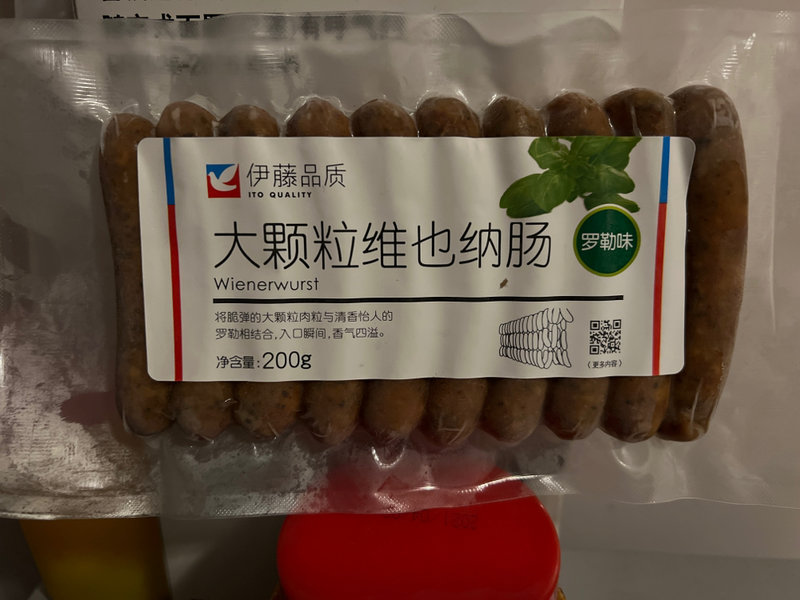 伊藤品质
ITO QUALITY
大颗粒维也纳肠
罗勒味
Wienerwurst
将脆弹的大颗粒肉粒与清香怡人的
罗勒相结合,入口瞬间,香气四溢。
净含量:200g
(更多内容)